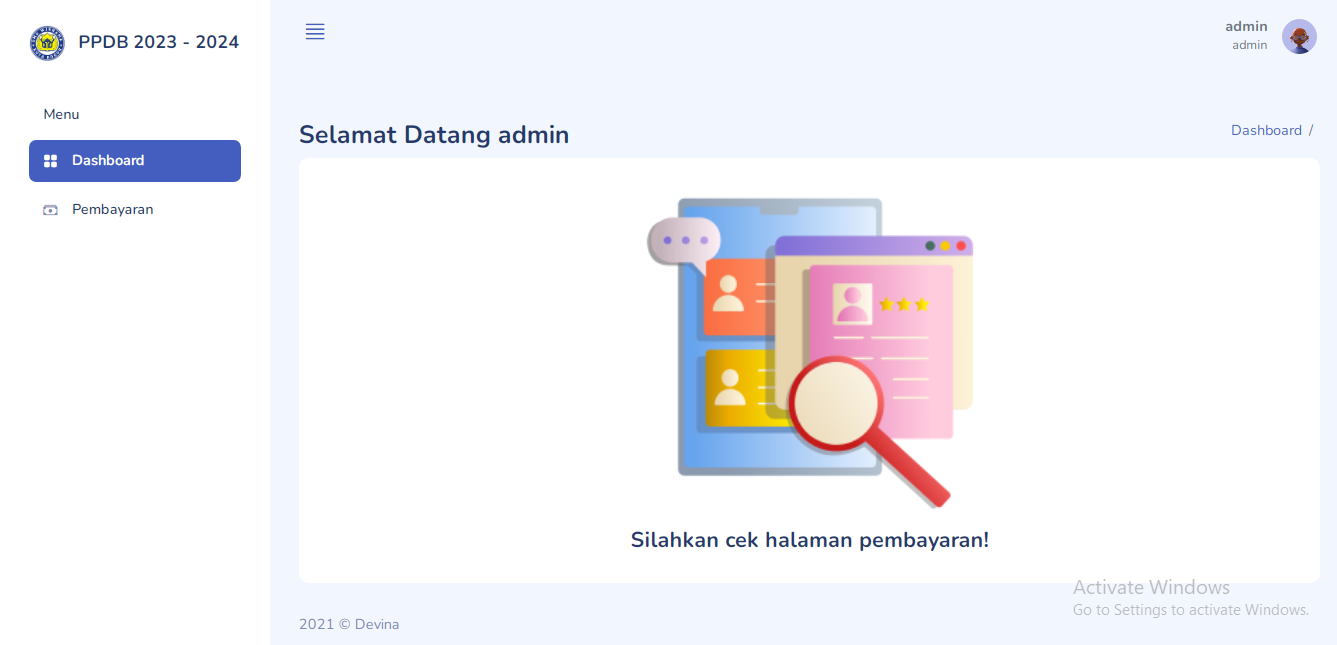 PPDB 2023 - 2024
admin
admin
Menu
Dashboard
Pembayaran
Selamat Datang admin
Dashboard /
Silahkan cek halaman pembayaran!
Activate Windows
Go to Settings to activate Windows.
2021 © Devina